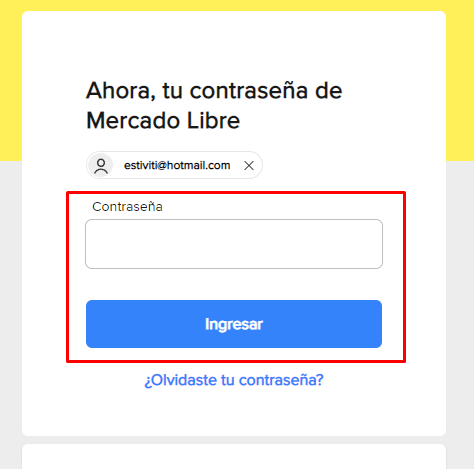 Ahora, tu contraseña de
Mercado Libre
estiviti@hotmail.com
Contraseña
Ingresar
¿Olvidaste tu contraseña?